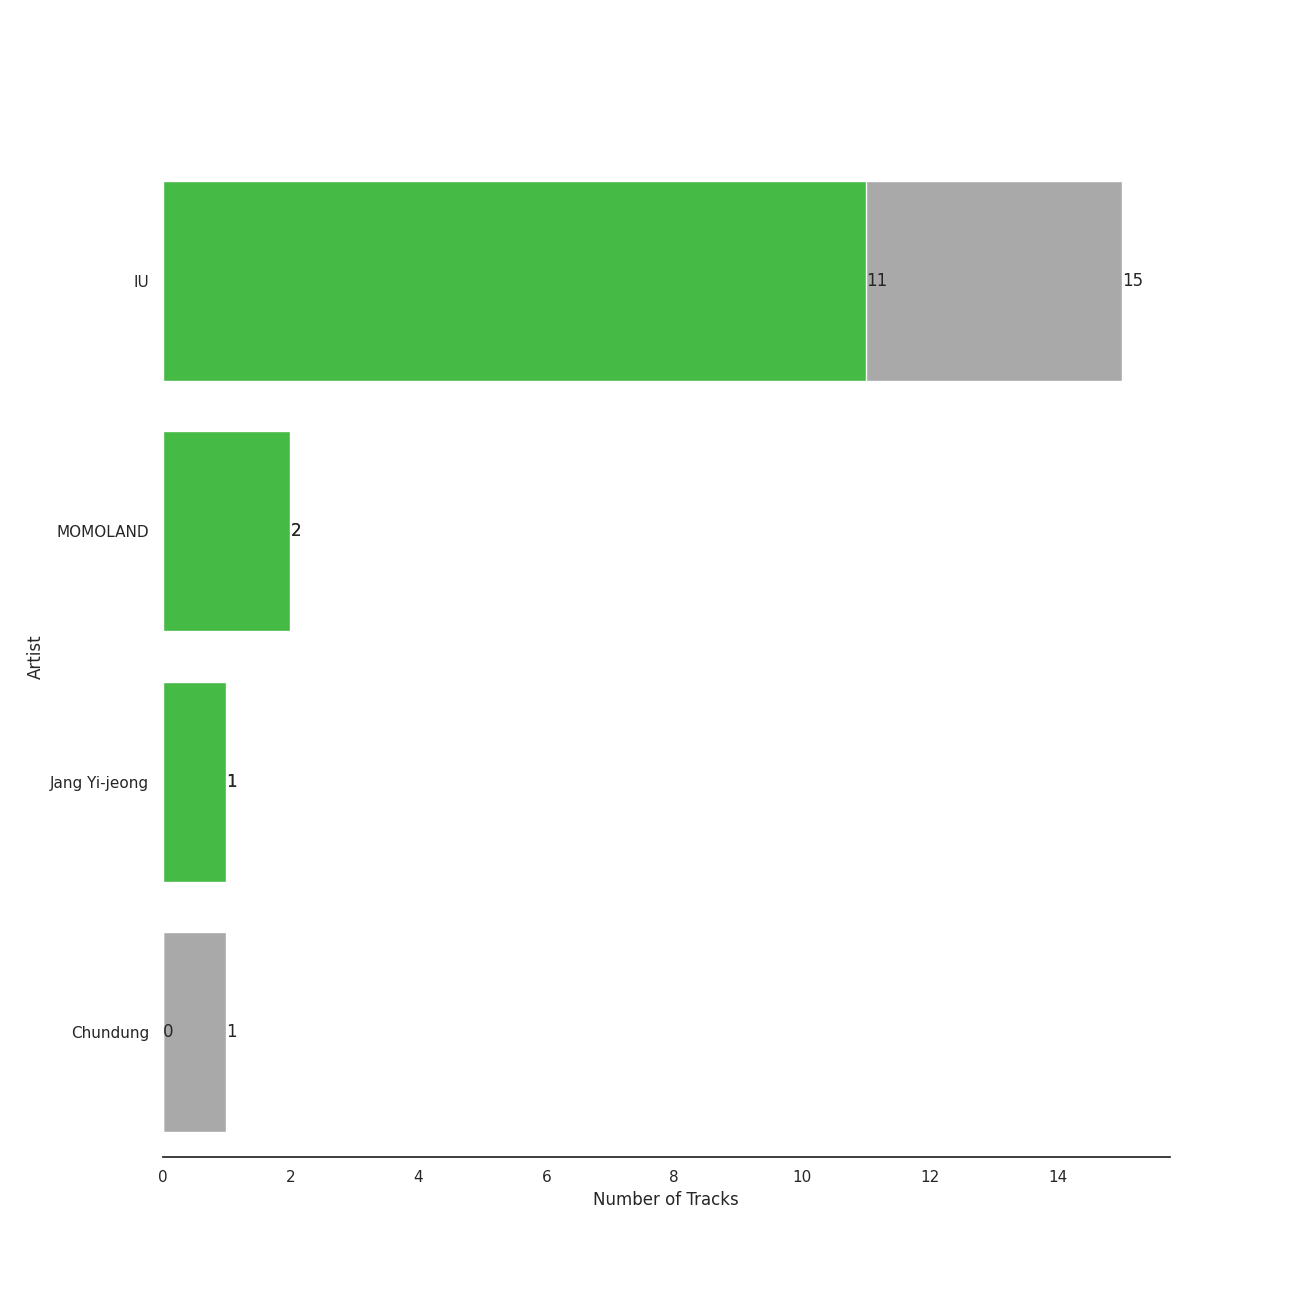 IU
11
15
MOMOLAND
2
Artist
Jang Yi-jeong
1
Chundung
0
1
0 2 4 6 8 10 12 14
Number of Tracks